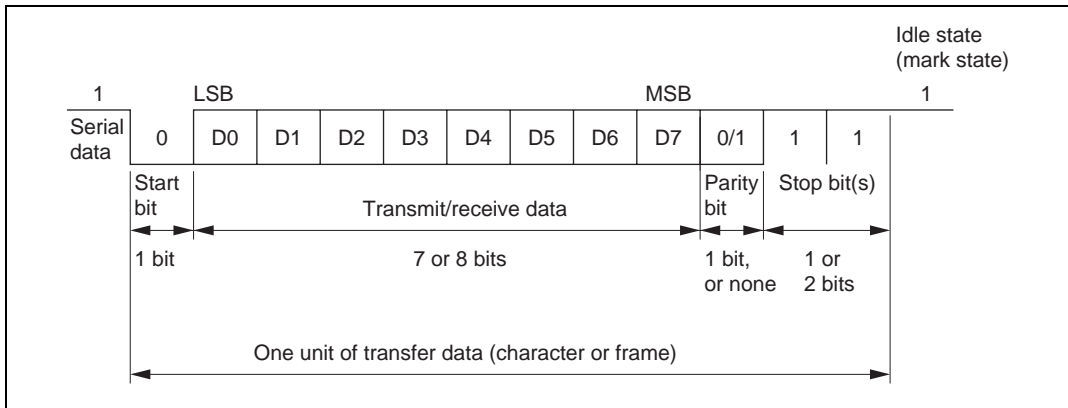 Idle state
(mark state)
1 LSB MSB 1
Serial
data
0 D0 D1 D2 D3 D4 D5 D6 D7 0/1 1 1
Start
bit
Transmit/receive data
Parity
bit
Stop bit(s)
1 bit
7 or 8 bits
1 bit,
or none
1 or
2 bits
One unit of transfer data (character or frame)